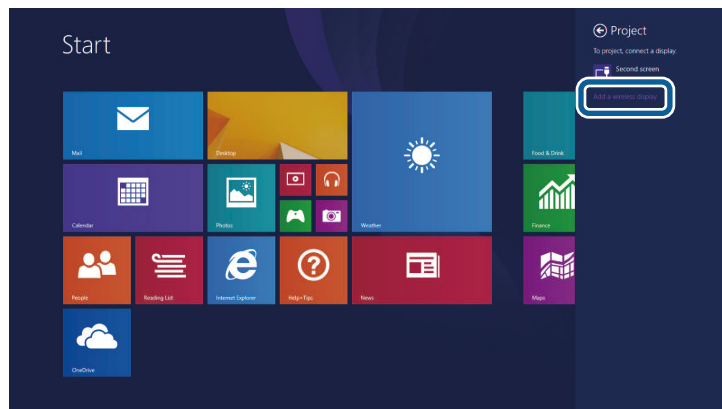 Start
Project
To project, connect a display.
Second screen
Add a wireless display
Mail
Desktop
Weather
Food & Drink
Calendar
Photos
Finance
People
Reading List
Internet Explorer
Help+Tips
News
Maps
OneDrive